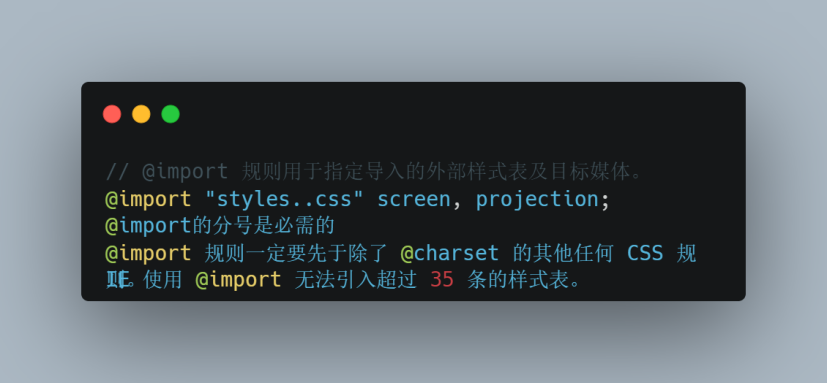 // @import 规则用于指定导入的外部样式表及目标媒体。
@import "styles..css" screen, projection;
@import的分号是必需的
@import 规则一定要先于除了 @charset 的其他任何 CSS 规
使用 @import 无法引入超过 35 条的样式表。